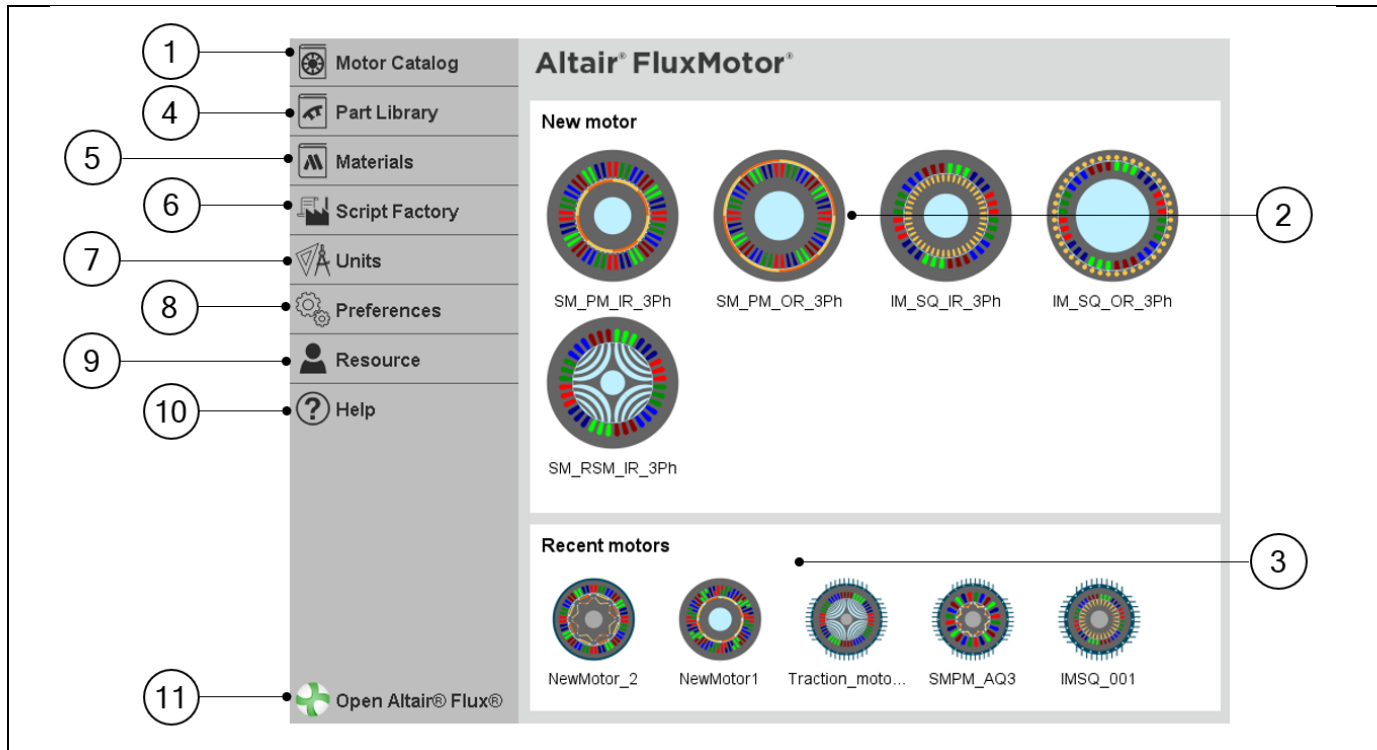 1
Motor Catalog
4
Part Library
5
Materials
6
Script Factory
7
Units
8
Preferences
9
Resource
10
Help
11
Open Altair® Flux®
Altair® FluxMotor®
New motor
SM_PM_IR_3Ph SM_PM_OR_3Ph IM_SQ_IR_3Ph IM_SQ_OR_3Ph
2
SM_RSM_IR_3Ph
Recent motors
3
NewMotor_2 NewMotor1 Traction_moto... SMPM_AQ3 IMSQ_001